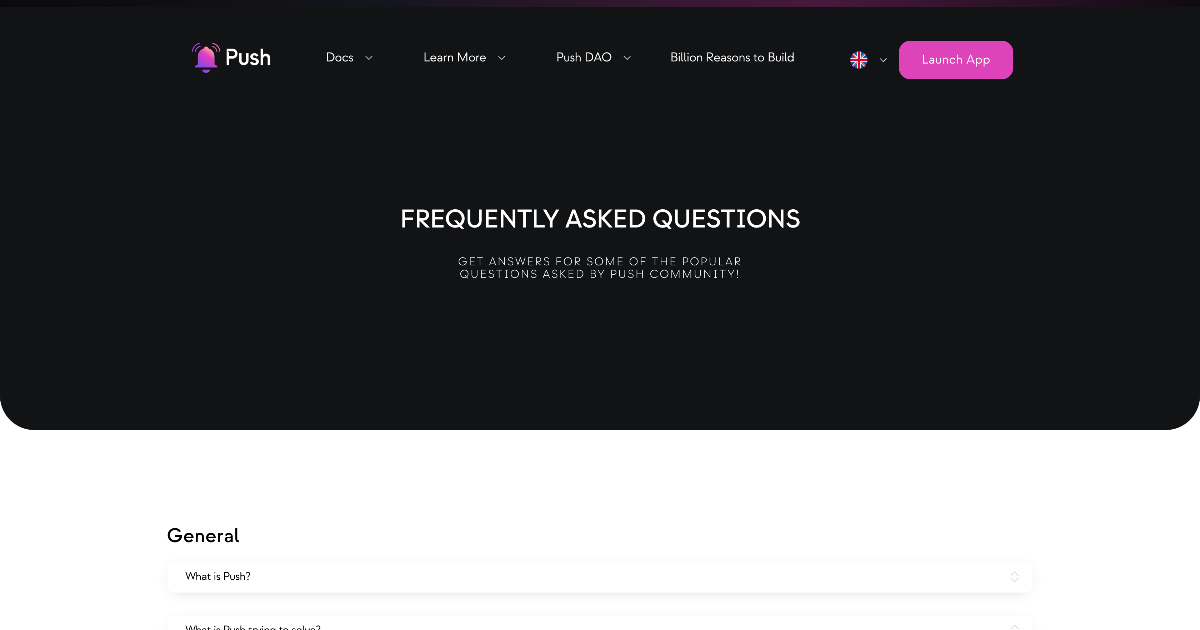 Push
Docs
Learn More
Push DAO
Billion Reasons to Build
Launch App
FREQUENTLY ASKED QUESTIONS
GET ANSWERS FOR SOME OF THE POPULAR
QUESTIONS ASKED BY PUSH COMMUNITY!
General
What is Push?
What is Push trying to solve?